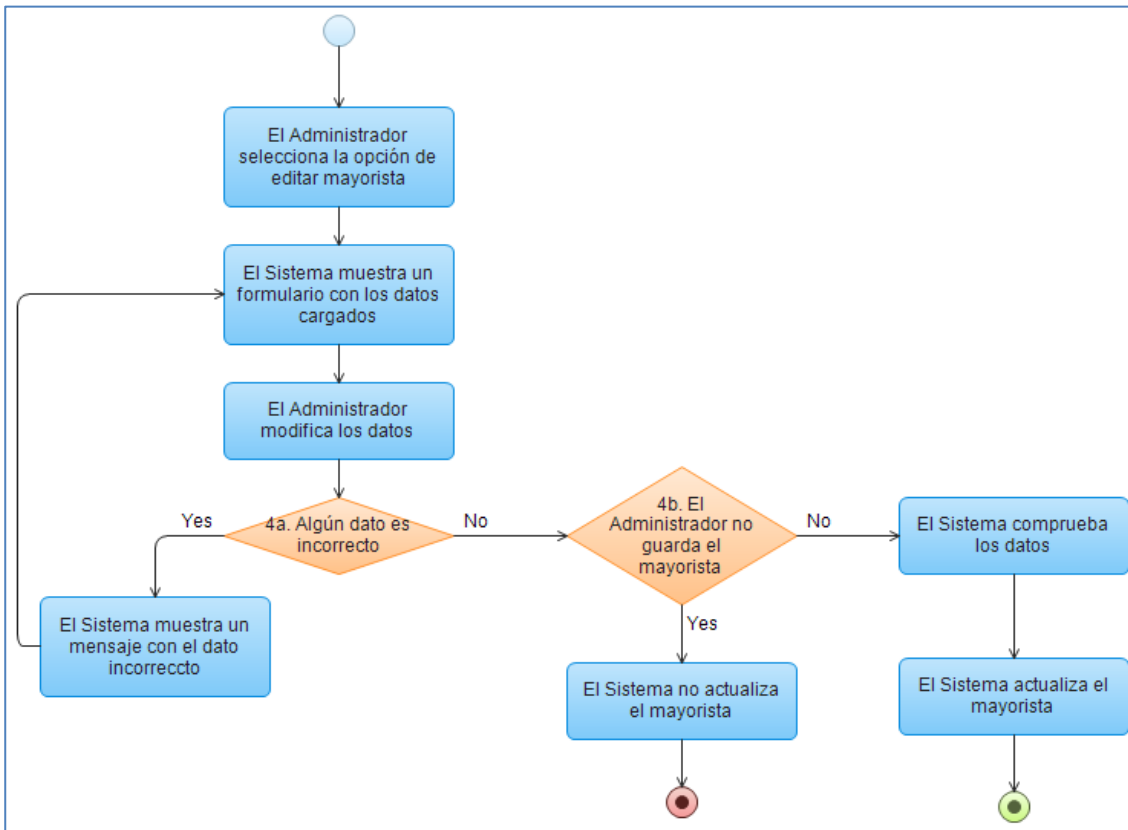 El Administrador
selecciona la opción de
editar mayorista
El Sistema muestra un
formulario con los datos
cargados
El Administrador
modifica los datos
Yes
4a. Algún dato es
incorrecto
No
4b. El
Administrador no
guarda el
mayorista
No
El Sistema comprueba
los datos
El Sistema muestra un
mensaje con el dato
incorreccto
Yes
El Sistema no actualiza
el mayorista
El Sistema actualiza el
mayorista